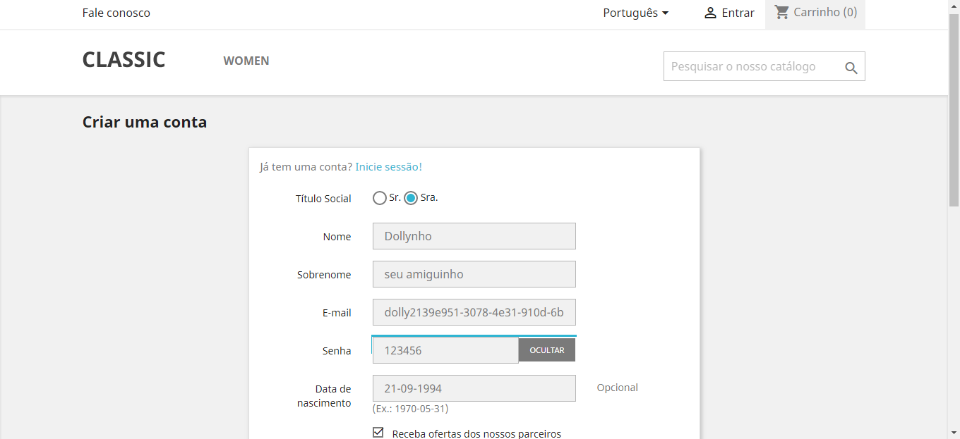 Fale conosco
Português
Entrar
Carrinho (0)
CLASSIC
WOMEN
Pesquisar o nosso catálogo
Criar uma conta
Já tem uma conta? Inicie sessão!
Título Social
Sr.
Sra.
Nome
Dollynho
Sobrenome
seu amiguinho
E-mail
dolly2139e951-3078-4e31-910d-6b
Senha
123456
OCULTAR
Data de
nascimento
21-09-1994
Opcional
(Ex.: 1970-05-31)
Receba ofertas dos nossos parceiros